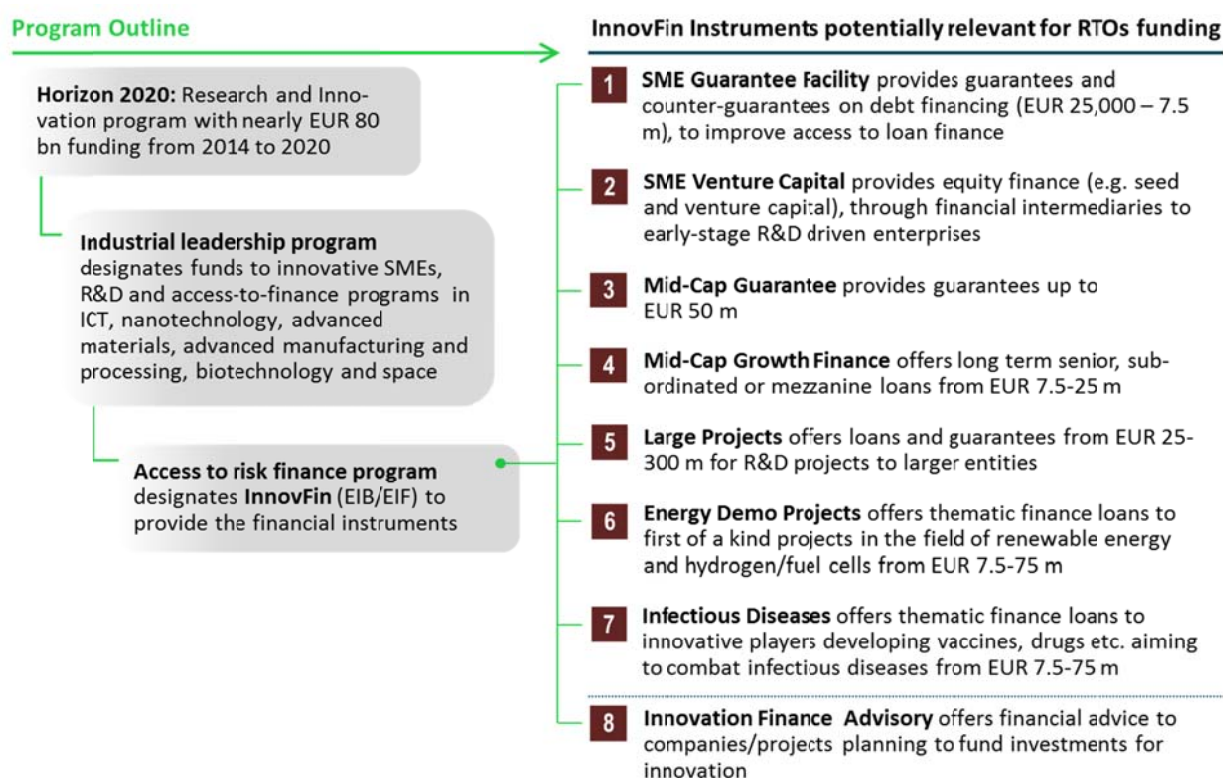 Program Outline
Horizon 2020: Research and Inno-
vation program with nearly EUR 80
bn funding from 2014 to 2020
Industrial leadership program
designates funds to innovative SMEs,
R&D and access-to-finance programs in
ICT, nanotechnology, advanced
materials, advanced manufacturing and
processing, biotechnology and space
Access to risk finance program
designates InnovFin (EIB/EIF) to
provide the financial instruments
InnovFin Instruments potentially relevant for RTOs funding
1 SME Guarantee Facility provides guarantees and
counter-guarantees on debt financing (EUR 25,000 – 7.5
m), to improve access to loan finance
2 SME Venture Capital provides equity finance (e.g. seed
and venture capital), through financial intermediaries to
early-stage R&D driven enterprises
3 Mid-Cap Guarantee provides guarantees up to
EUR 50 m
4 Mid-Cap Growth Finance offers long term senior, sub-
ordinated or mezzanine loans from EUR 7.5-25 m
5 Large Projects offers loans and guarantees from EUR 25-
300 m for R&D projects to larger entities
6 Energy Demo Projects offers thematic finance loans to
first of a kind projects in the field of renewable energy
and hydrogen/fuel cells from EUR 7.5-75 m
7 Infectious Diseases offers thematic finance loans to
innovative players developing vaccines, drugs etc. aiming
to combat infectious diseases from EUR 7.5-75 m
8 Innovation Finance Advisory offers financial advice to
companies/projects planning to fund investments for
innovation